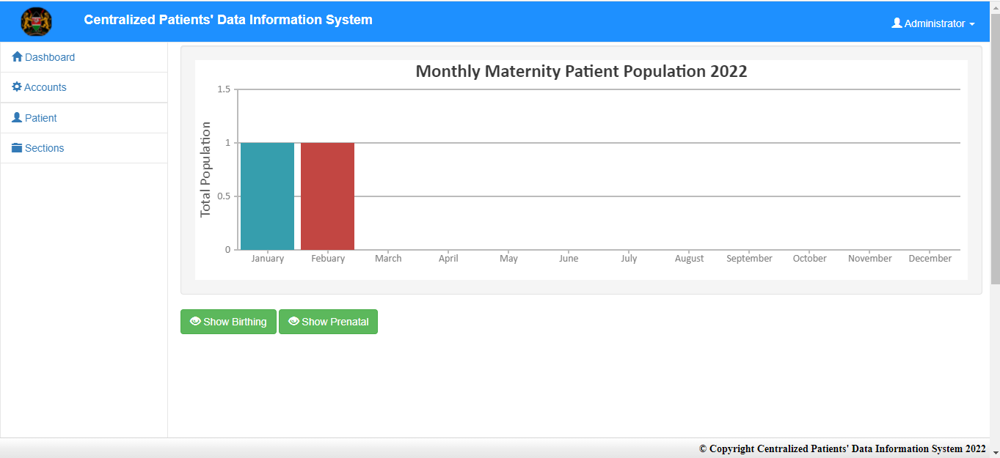 Centralized Patients' Data Information System
Administrator
Dashboard
Accounts
Patient
Sections
Monthly Maternity Patient Population 2022
Total Population
1.5
1
0.5
0
January Febuary March April May June July August September October November December
Show Birthing Show Prenatal
© Copyright Centralized Patients' Data Information System 2022